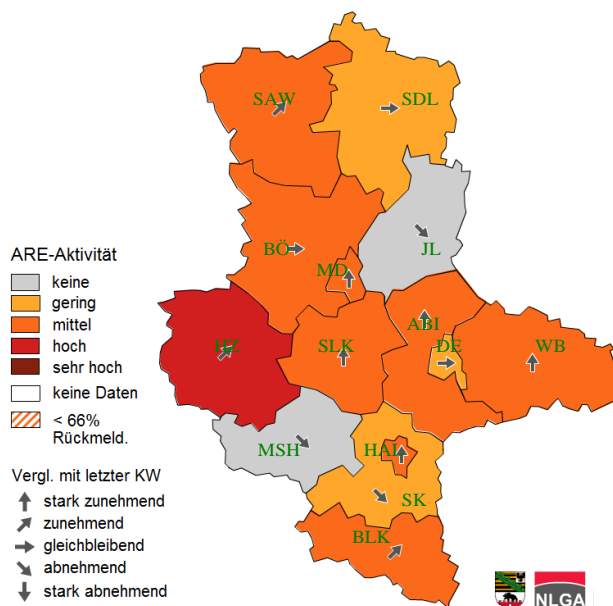 SAW
SDL
BÖ
MD
JL
ARE-Aktivität
keine
gering
mittel
hoch
sehr hoch
keine Daten
< 66%
Rückmeld.
HZ
SLK
ABI
DE
WB
MSH
HAL
SK
BLK
Vergl. mit letzter KW
stark zunehmend
zunehmend
gleichbleibend
abnehmend
stark abnehmend
NLGA